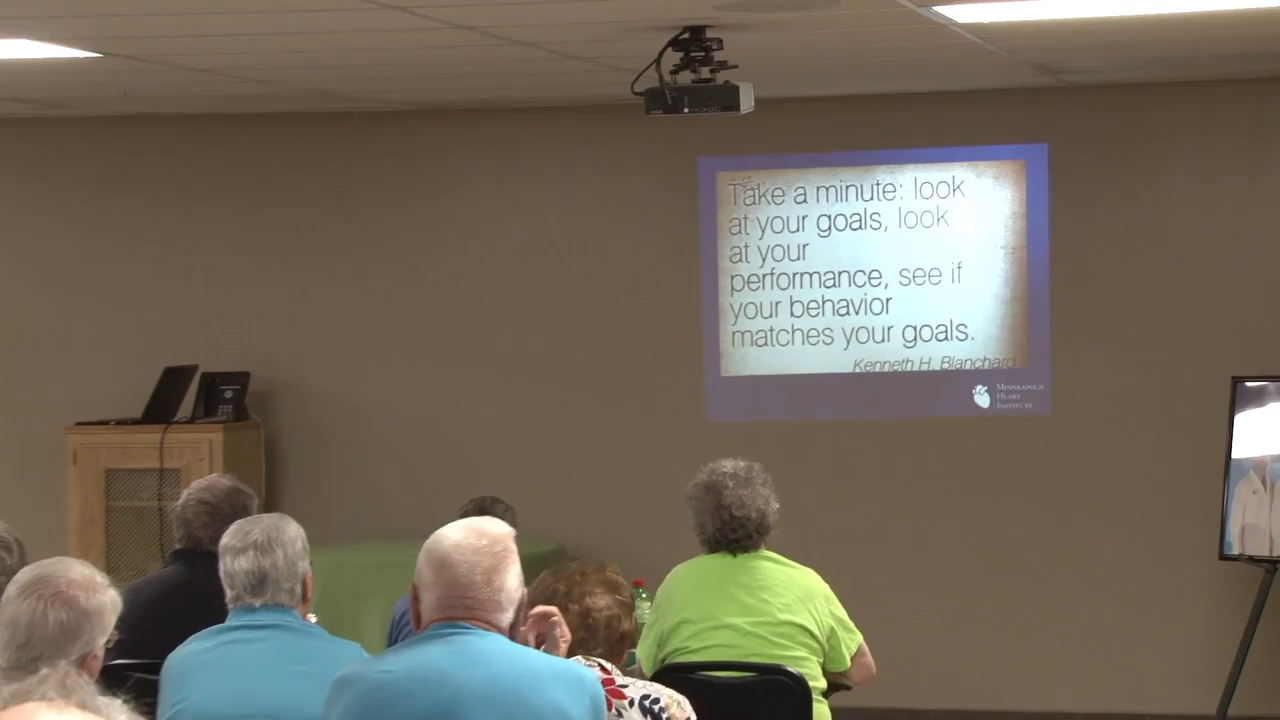 Take a minute: look
at your goals, look
at your
performance, see if
your behavior
matches your goals.
Kenneth H. Blanchard
Minneapolis
Heart
Institute